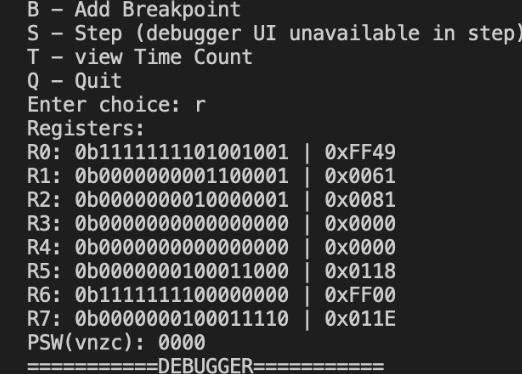 B - Add Breakpoint
S - Step (debugger UI unavailable in step)
T - view Time Count
Q - Quit
Enter choice: r
Registers:
R0: 0b1111111101001001 | 0xFF49
R1: 0b0000000001100001 | 0x0061
R2: 0b0000000010000001 | 0x0081
R3: 0b0000000000000000 | 0x0000
R4: 0b0000000000000000 | 0x0000
R5: 0b0000000100011000 | 0x0118
R6: 0b1111111100000000 | 0xFF00
R7: 0b0000000100011110 | 0x011E
PSW(vnzc): 0000
===========DEBUGGER===========